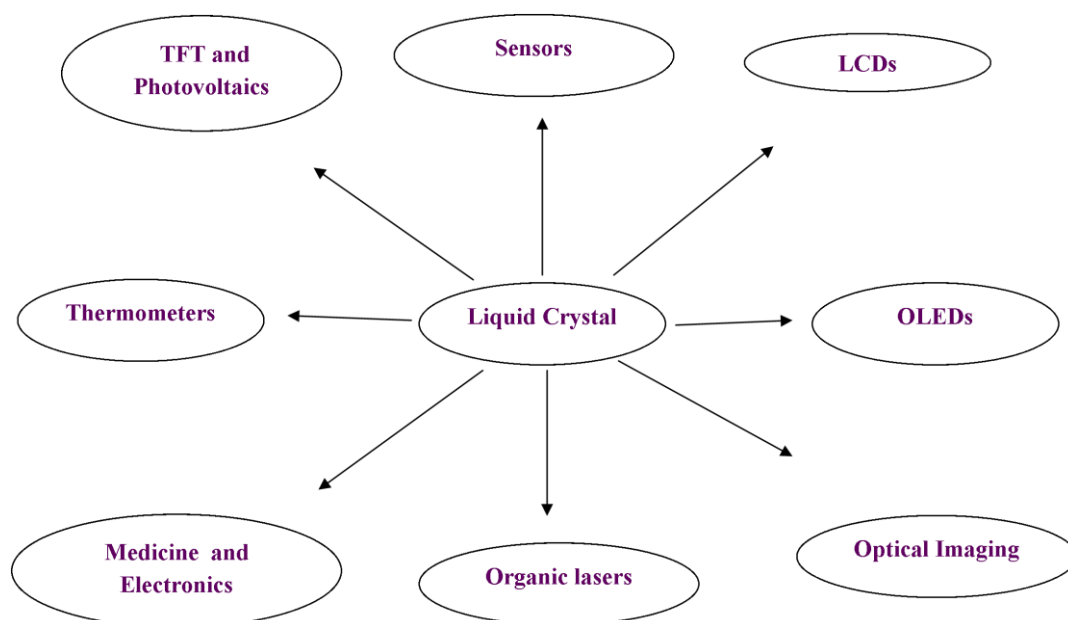 TFT and
Photovoltaics
Sensors
LCDs
Thermometers
Liquid Crystal
OLEDs
Medicine and
Electronics
Organic lasers
Optical Imaging